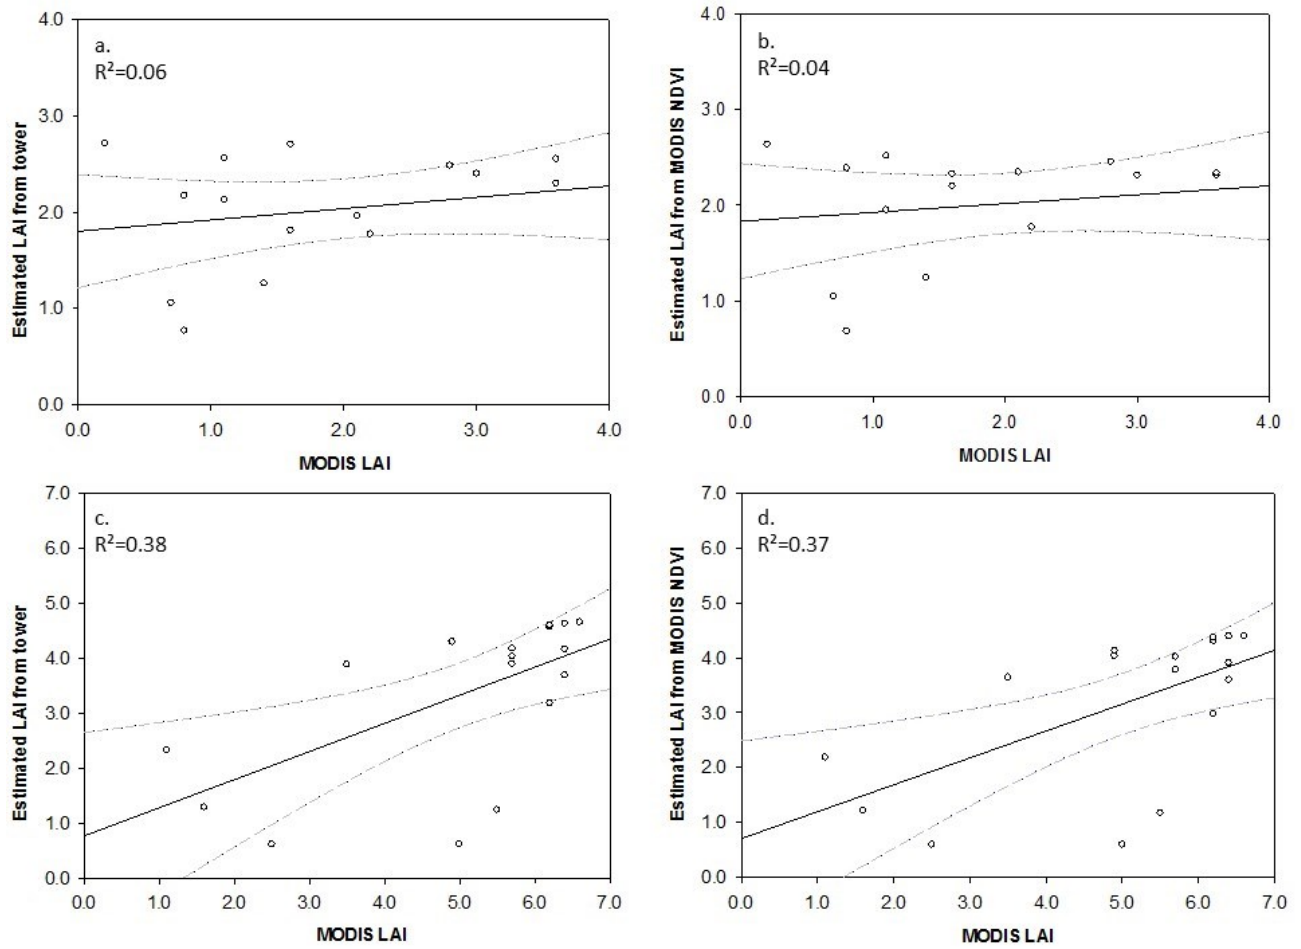 a.
R²=0.06
4.0
3.0
2.0
1.0
0.0
Estimated LAI from tower
0.0 1.0 2.0 3.0 4.0
MODIS LAI
b.
R²=0.04
4.0
3.0
2.0
1.0
0.0
Estimated LAI from MODIS NDVI
0.0 1.0 2.0 3.0 4.0
MODIS LAI
c.
R²=0.38
7.0
6.0
5.0
4.0
3.0
2.0
1.0
0.0
Estimated LAI from tower
0.0 1.0 2.0 3.0 4.0 5.0 6.0 7.0
MODIS LAI
d.
R²=0.37
7.0
6.0
5.0
4.0
3.0
2.0
1.0
0.0
Estimated LAI from MODIS NDVI
0.0 1.0 2.0 3.0 4.0 5.0 6.0 7.0
MODIS LAI